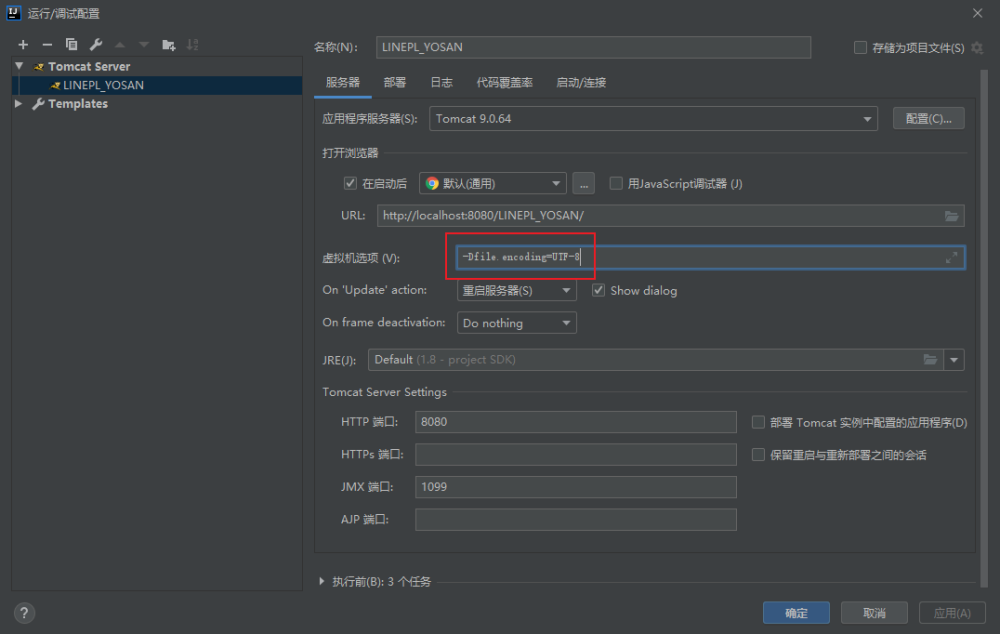 运行/调试配置
名称(N): LINEPL_YOSAN 存储为项目文件(S)
Tomcat Server
LINEPL_YOSAN
Templates
服务器 部署 日志 代码覆盖率 启动/连接
应用程序服务器(S): Tomcat 9.0.64 配置(C)...
打开浏览器
在启动后 默认(通用) ... 用JavaScript调试器 (J)
URL: http://localhost:8080/LINEPL_YOSAN/
虚拟机选项 (V): -Dfile.encoding=UTF-8
On 'Update' action: 重启服务器(S) Show dialog
On frame deactivation: Do nothing
JRE(J): Default (1.8 - project SDK)
Tomcat Server Settings
HTTP 端口: 8080 部署 Tomcat 实例中配置的应用程序(D)
HTTPs 端口: 保留重启与重新部署之间的会话
JMX 端口: 1099
AJP 端口:
执行前(B): 3 个任务
? 确定 取消 应用(A)